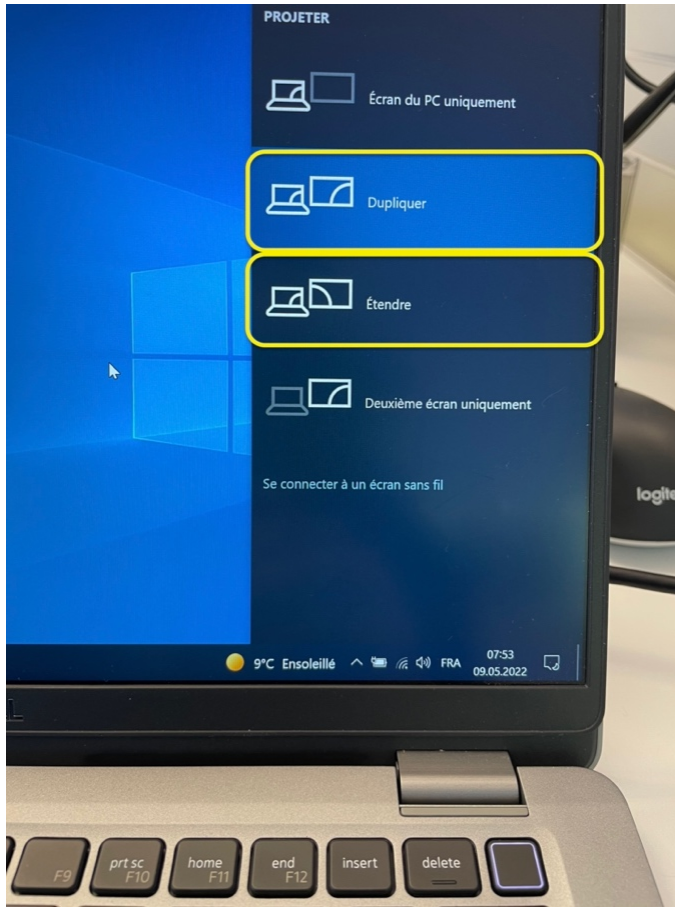 PROJETER
Écran du PC uniquement
Dupliquer
Étendre
Deuxième écran uniquement
Se connecter à un écran sans fil
9°C Ensoleillé
FRA
07:53
09.05.2022
F9
prt sc
F10
home
F11
end
F12
insert
delete